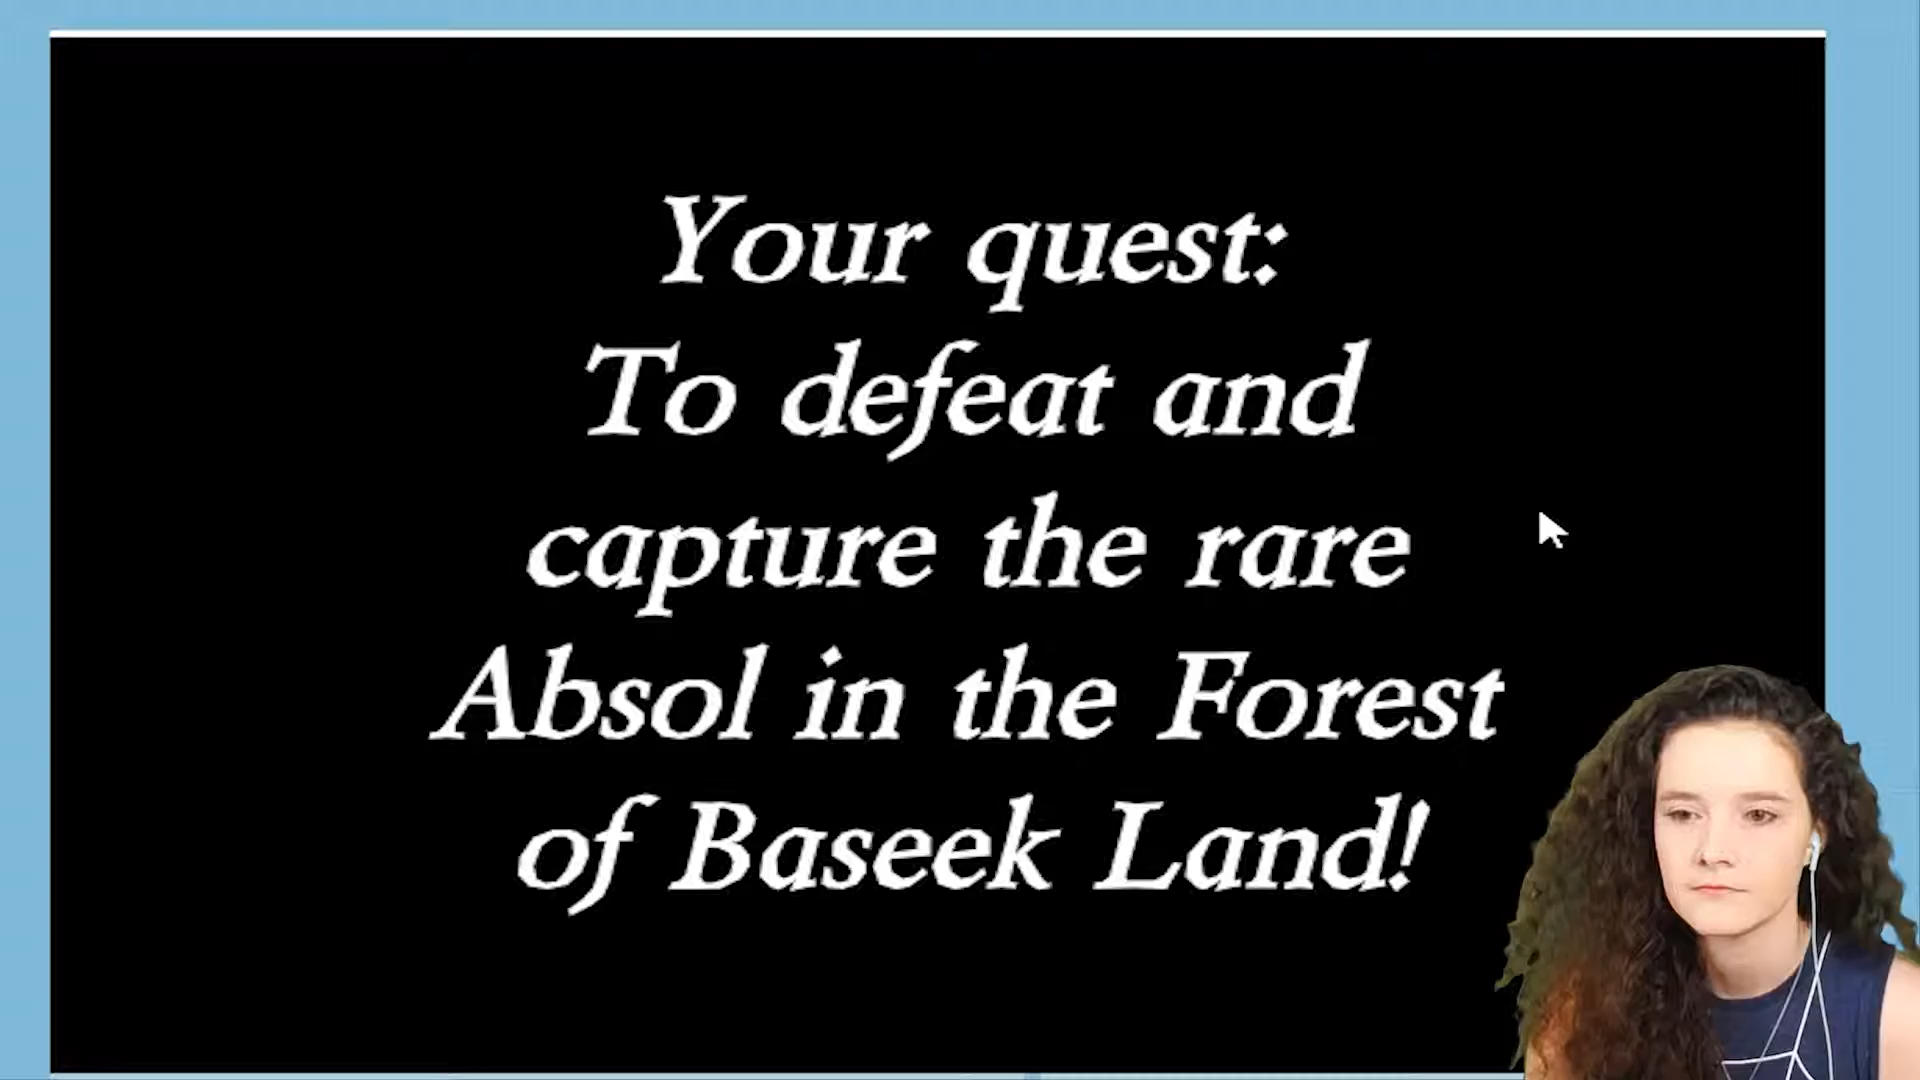 Your quest:
To defeat and
capture the rare
Absol in the Forest
of Baseek Land!